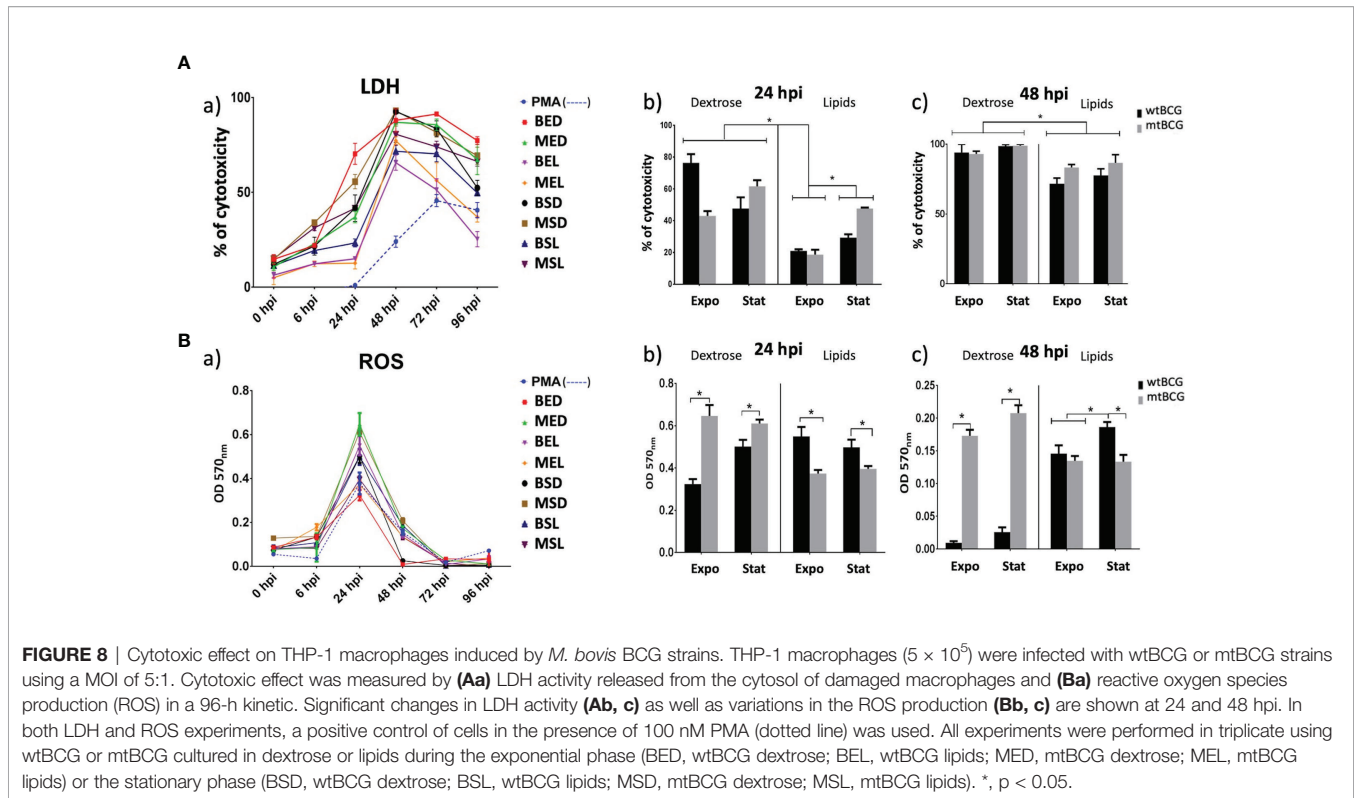 A
a)
LDH
% of cytotoxicity
100
50
0
0 hpi
6 hpi
24 hpi
48 hpi
72 hpi
96 hpi
PMA (-----)
BED
MED
BEL
MEL
BSD
MSD
BSL
MSL
b)
24 hpi
Dextrose
Lipids
*
*
% of cytotoxicity
100
80
60
40
20
0
Expo
Stat
Expo
Stat
c)
48 hpi
Dextrose
Lipids
*
% of cytotoxicity
100
50
0
Expo
Stat
Expo
Stat
wtBCG
mtBCG
B
a)
ROS
OD 570nm
0.8
0.6
0.4
0.2
0.0
0 hpi
6 hpi
24 hpi
48 hpi
72 hpi
96 hpi
PMA (-----)
BED
MED
BEL
MEL
BSD
MSD
BSL
MSL
b)
24 hpi
Dextrose
Lipids
*
*
*
*
OD 570nm
0.8
0.6
0.4
0.2
0.0
Expo
Stat
Expo
Stat
c)
48 hpi
Dextrose
Lipids
*
*
*
*
OD 570nm
0.25
0.20
0.15
0.10
0.05
0.00
Expo
Stat
Expo
Stat
wtBCG
mtBCG
FIGURE 8 | Cytotoxic effect on THP-1 macrophages induced by M. bovis BCG strains. THP-1 macrophages (5 × 10⁵) were infected with wtBCG or mtBCG strains
using a MOI of 5:1. Cytotoxic effect was measured by (Aa) LDH activity released from the cytosol of damaged macrophages and (Ba) reactive oxygen species
production (ROS) in a 96-h kinetic. Significant changes in LDH activity (Ab, c) as well as variations in the ROS production (Bb, c) are shown at 24 and 48 hpi. In
both LDH and ROS experiments, a positive control of cells in the presence of 100 nM PMA (dotted line) was used. All experiments were performed in triplicate using
wtBCG or mtBCG cultured in dextrose or lipids during the exponential phase (BED, wtBCG dextrose; BEL, wtBCG lipids; MED, mtBCG dextrose; MEL, mtBCG
lipids) or the stationary phase (BSD, wtBCG dextrose; BSL, wtBCG lipids; MSD, mtBCG dextrose; MSL, mtBCG lipids). *, p < 0.05.